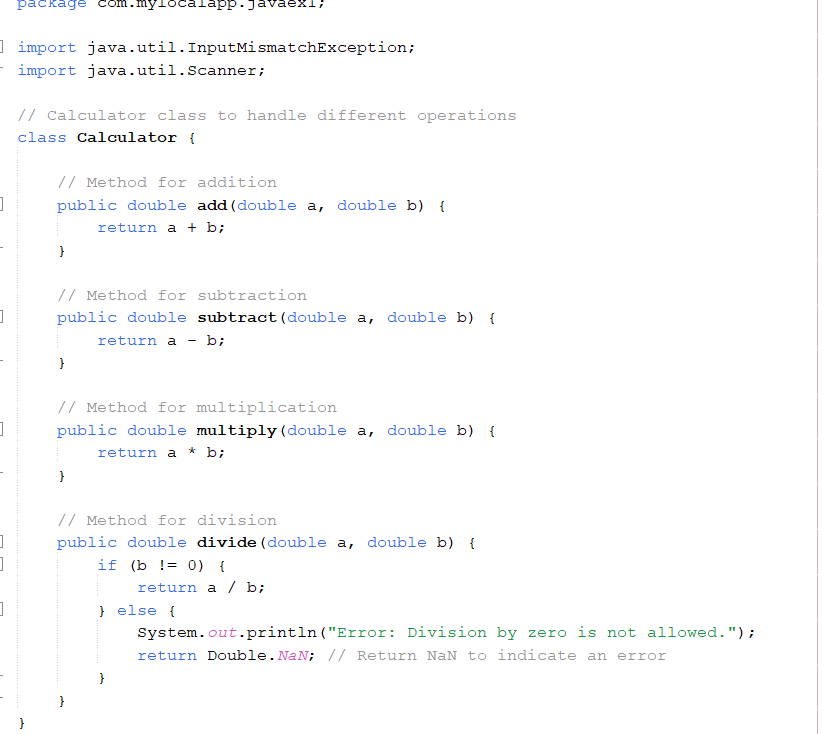 package com.mylocalapp.javaex1;
import java.util.InputMismatchException;
import java.util.Scanner;
// Calculator class to handle different operations
class Calculator {
// Method for addition
public double add(double a, double b) {
return a + b;
}
// Method for subtraction
public double subtract(double a, double b) {
return a - b;
}
// Method for multiplication
public double multiply(double a, double b) {
return a * b;
}
// Method for division
public double divide(double a, double b) {
if (b != 0) {
return a / b;
} else {
System.out.println("Error: Division by zero is not allowed.");
return Double.NaN; // Return NaN to indicate an error
}
}
}